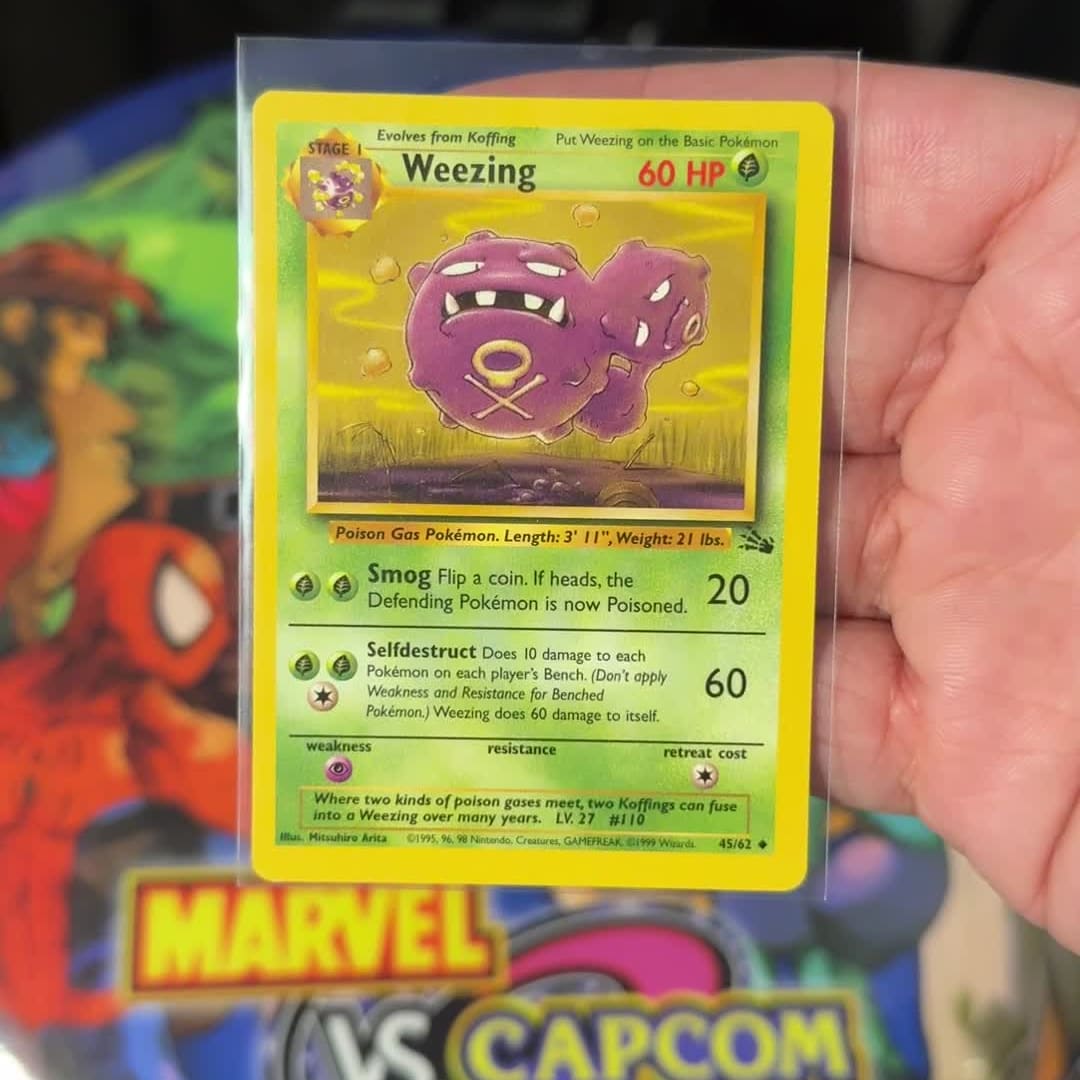 Evolves from Koffing
Put Weezing on the Basic Pokémon
STAGE 1
Weezing
60 HP
Poison Gas Pokémon. Length: 3' 11", Weight: 21 lbs.
Smog Flip a coin. If heads, the
Defending Pokémon is now Poisoned.
20
Selfdestruct Does 10 damage to each
Pokémon on each player's Bench. (Don't apply
Weakness and Resistance for Benched
Pokémon.) Weezing does 60 damage to itself.
60
weakness
resistance
retreat cost
Where two kinds of poison gases meet, two Koffings can fuse
into a Weezing over many years. LV. 27 #110
Illus. Mitsuhiro Arita ©1995, 96, 98 Nintendo, Creatures, GAMEFREAK. ©1999 Wizards. 45/62
MARVEL
VS CAPCOM